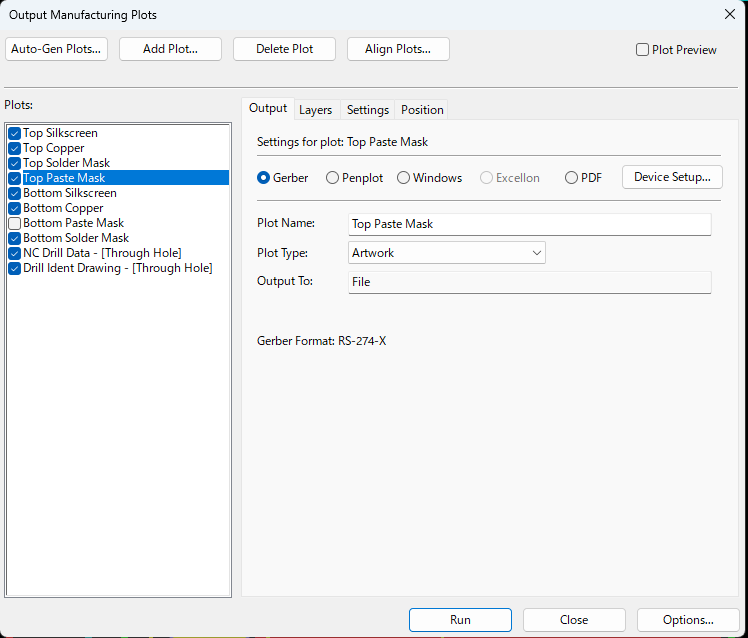 Output Manufacturing Plots
Auto-Gen Plots... Add Plot... Delete Plot Align Plots... Plot Preview
Plots:
Top Silkscreen
Top Copper
Top Solder Mask
Top Paste Mask
Bottom Silkscreen
Bottom Copper
Bottom Paste Mask
Bottom Solder Mask
NC Drill Data - [Through Hole]
Drill Ident Drawing - [Through Hole]
Output Layers Settings Position
Settings for plot: Top Paste Mask
Gerber Penplot Windows Excellon PDF Device Setup...
Plot Name: Top Paste Mask
Plot Type: Artwork
Output To: File
Gerber Format: RS-274-X
Run Close Options...